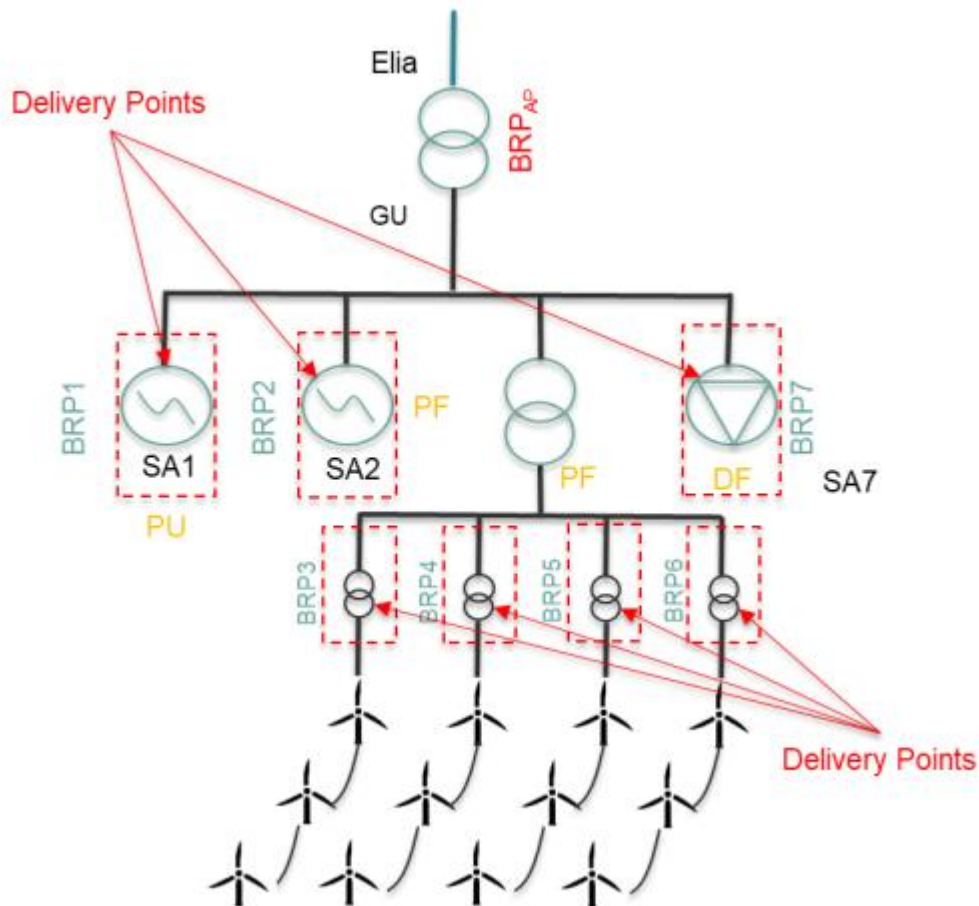 Elia
BRPAP
Delivery Points
GU
BRP1
SA1
PU
BRP2
SA2
PF
PF
BRP7
DF
SA7
BRP3
BRP4
BRP5
BRP6
Delivery Points